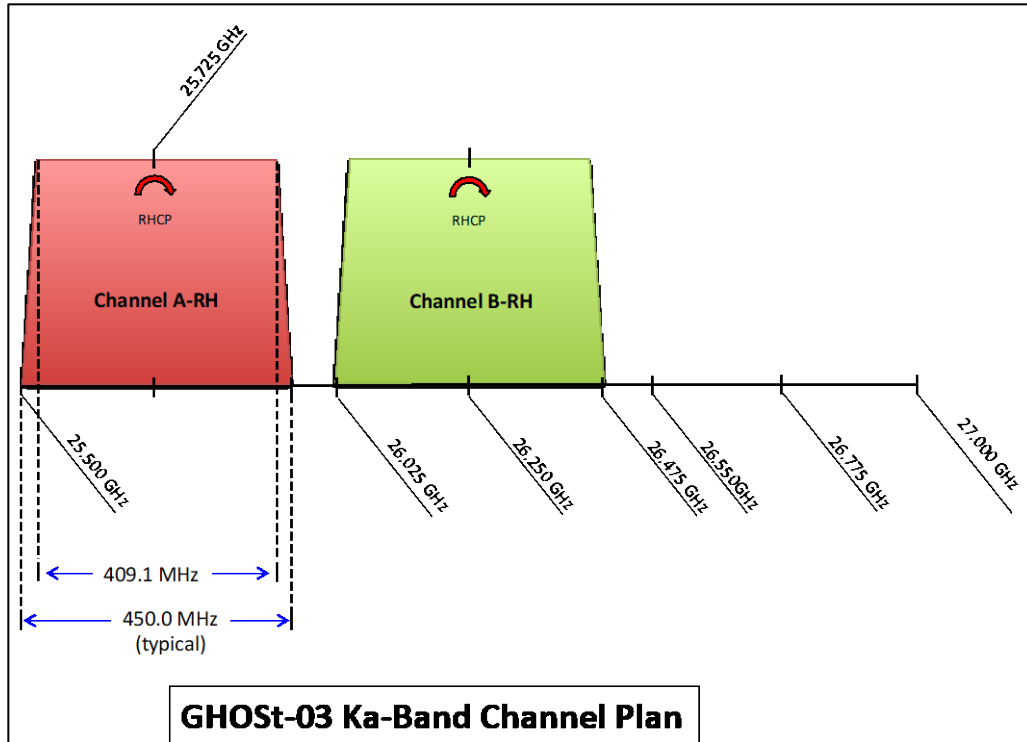 25.725 GHz
RHCP
RHCP
Channel A-RH
Channel B-RH
25.500 GHz
26.025 GHz
26.250 GHz
26.475 GHz
26.550GHz
26.775 GHz
27.000 GHz
409.1 MHz
450.0 MHz
(typical)
GHOSt-03 Ka-Band Channel Plan